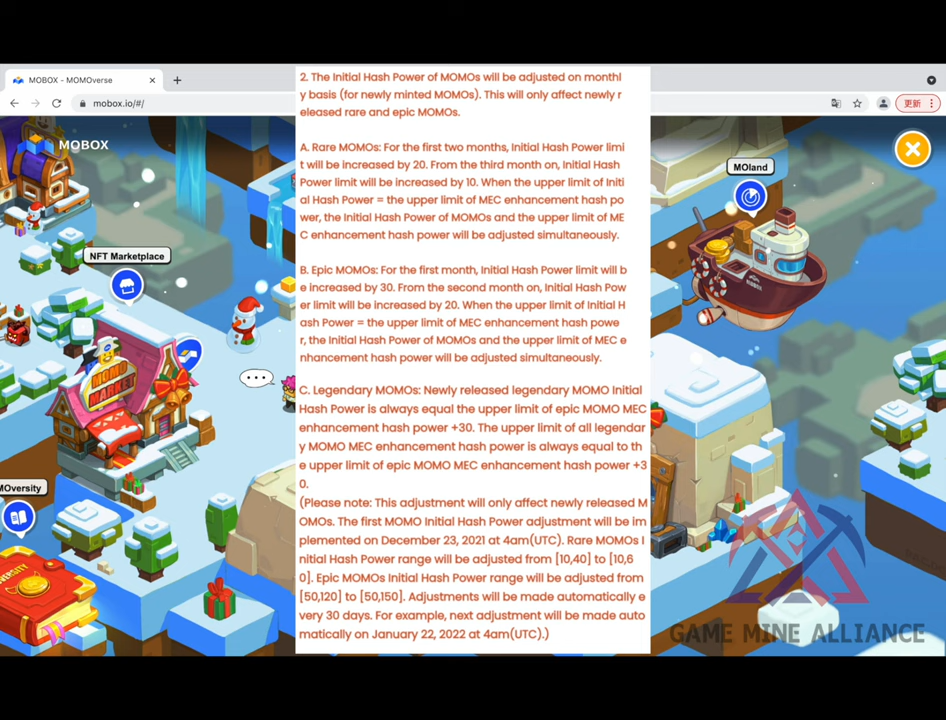 MOBOX - MOMOverse
mobox.io/#/
更新
MOBOX
NFT Marketplace
MOMO
MARKET
MOversity
MOland
2. The Initial Hash Power of MOMOs will be adjusted on monthl
y basis (for newly minted MOMOs). This will only affect newly r
eleased rare and epic MOMOs.
A. Rare MOMOs: For the first two months, Initial Hash Power limi
t will be increased by 20. From the third month on, Initial Hash
Power limit will be increased by 10. When the upper limit of Initi
al Hash Power = the upper limit of MEC enhancement hash po
wer, the Initial Hash Power of MOMOs and the upper limit of ME
C enhancement hash power will be adjusted simultaneously.
B. Epic MOMOs: For the first month, Initial Hash Power limit will b
e increased by 30. From the second month on, Initial Hash Pow
er limit will be increased by 20. When the upper limit of Initial H
ash Power = the upper limit of MEC enhancement hash powe
r, the Initial Hash Power of MOMOs and the upper limit of MEC e
nhancement hash power will be adjusted simultaneously.
C. Legendary MOMOs: Newly released legendary MOMO Initial
Hash Power is always equal the upper limit of epic MOMO MEC
enhancement hash power +30. The upper limit of all legendar
y MOMO MEC enhancement hash power is always equal to th
e upper limit of epic MOMO MEC enhancement hash power +3
0.
(Please note: This adjustment will only affect newly released M
OMOs. The first MOMO Initial Hash Power adjustment will be im
plemented on December 23, 2021 at 4am(UTC). Rare MOMOs I
nitial Hash Power range will be adjusted from [10,40] to [10,6
0]. Epic MOMOs Initial Hash Power range will be adjusted from
[50,120] to [50,150]. Adjustments will be made automatically e
very 30 days. For example, next adjustment will be made auto
matically on January 22, 2022 at 4am(UTC).)
GAME MINE ALLIANCE